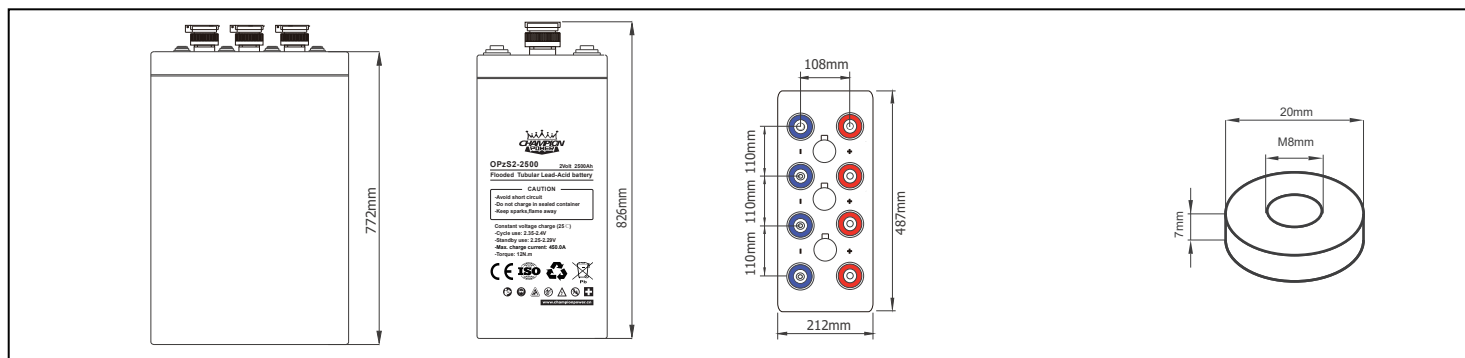 772mm
CHAMPION
POWER
OPzS2-2500 2Volt 2500Ah
Flooded Tubular Lead-Acid battery
CAUTION
-Avoid short circuit
-Do not charge in sealed container
-Keep sparks,flame away
Constant voltage charge (25
-Cycle use: 2.35-2.4V
-Standby use: 2.25-2.29V
-Max. charge current: 450.0A
-Torque: 12N.m
CE ISO
Pb
www.championpower.cn
826mm
108mm
110mm
110mm
110mm
- +
- +
- +
487mm
212mm
20mm
M8mm
7mm